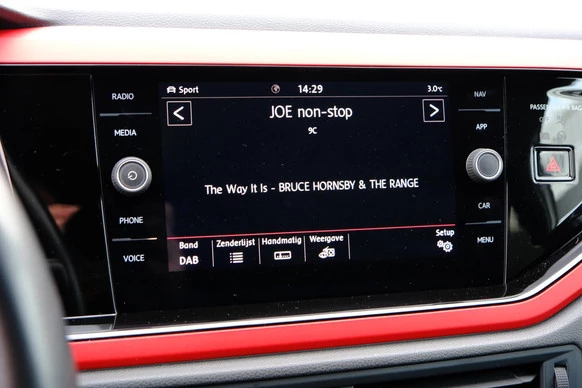 Sport 14:29 3.0°C
RADIO
NAV
JOE non-stop
9C
MEDIA
APP
PASSENGER
The Way It Is - BRUCE HORNSBY & THE RANGE
PHONE
CAR
VOICE
MENU
Band Zenderlijst Handmatig Weergave Setup
DAB